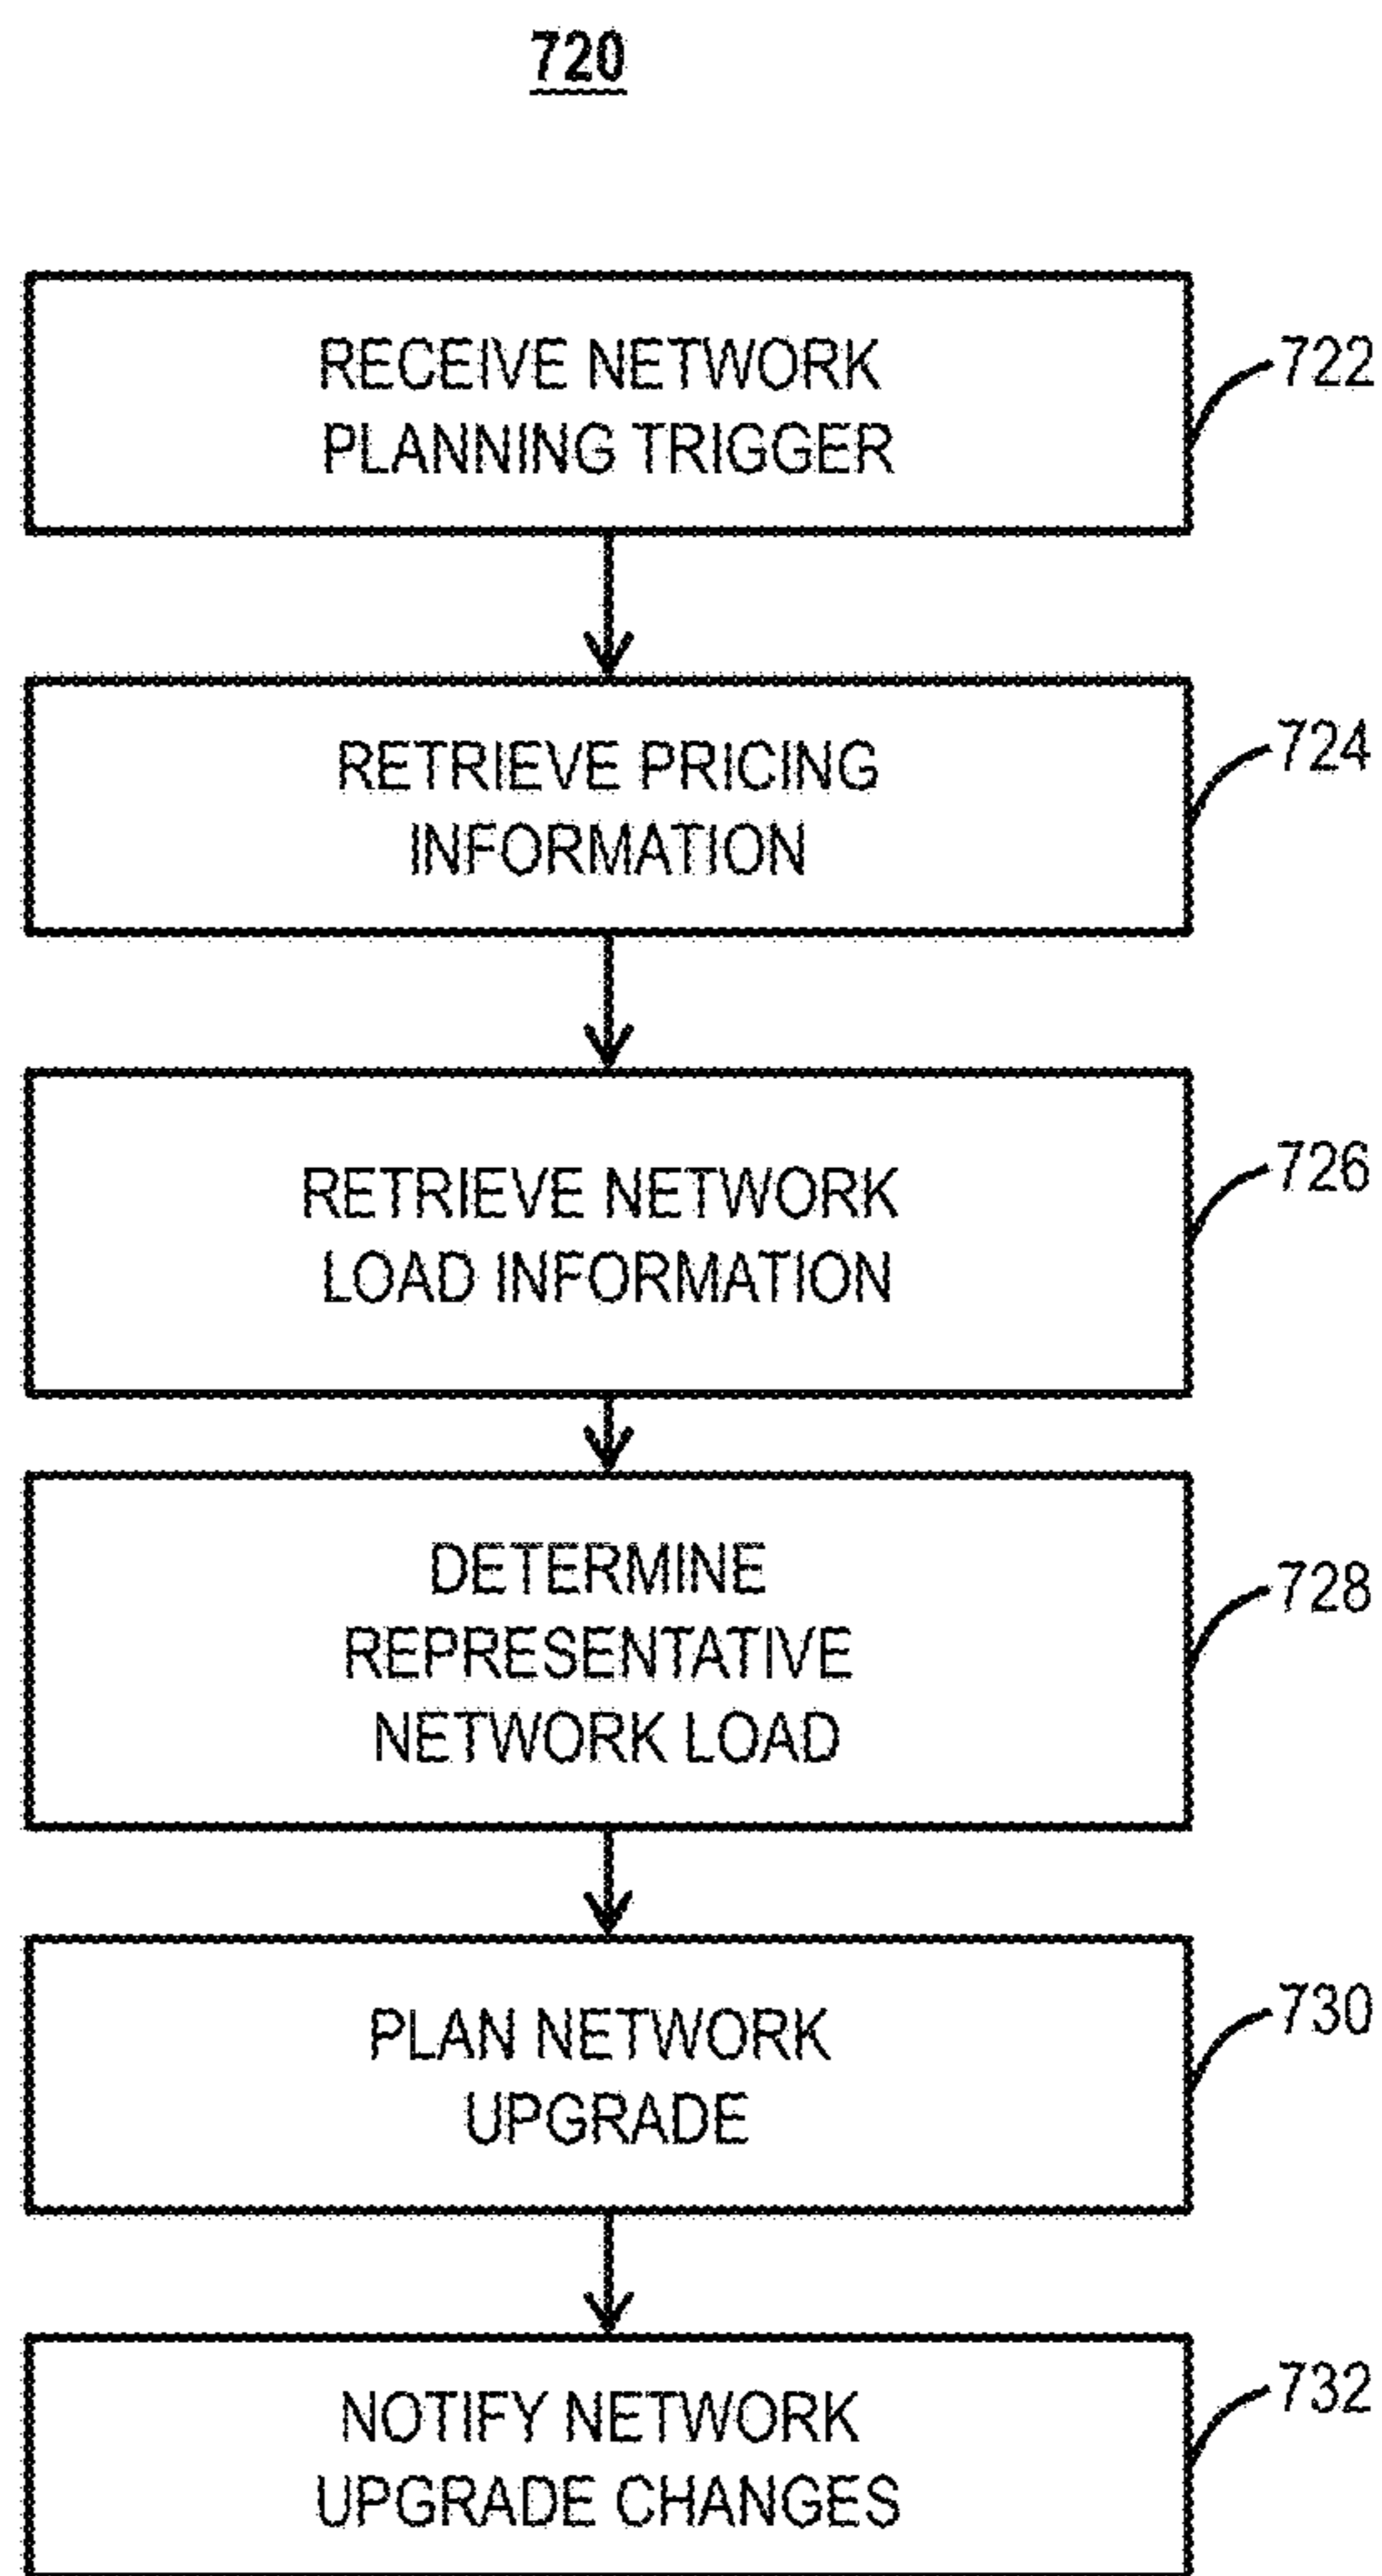 720
RECEIVE NETWORK
PLANNING TRIGGER
722
RETRIEVE PRICING
INFORMATION
724
RETRIEVE NETWORK
LOAD INFORMATION
726
DETERMINE
REPRESENTATIVE
NETWORK LOAD
728
PLAN NETWORK
UPGRADE
730
NOTIFY NETWORK
UPGRADE CHANGES
732